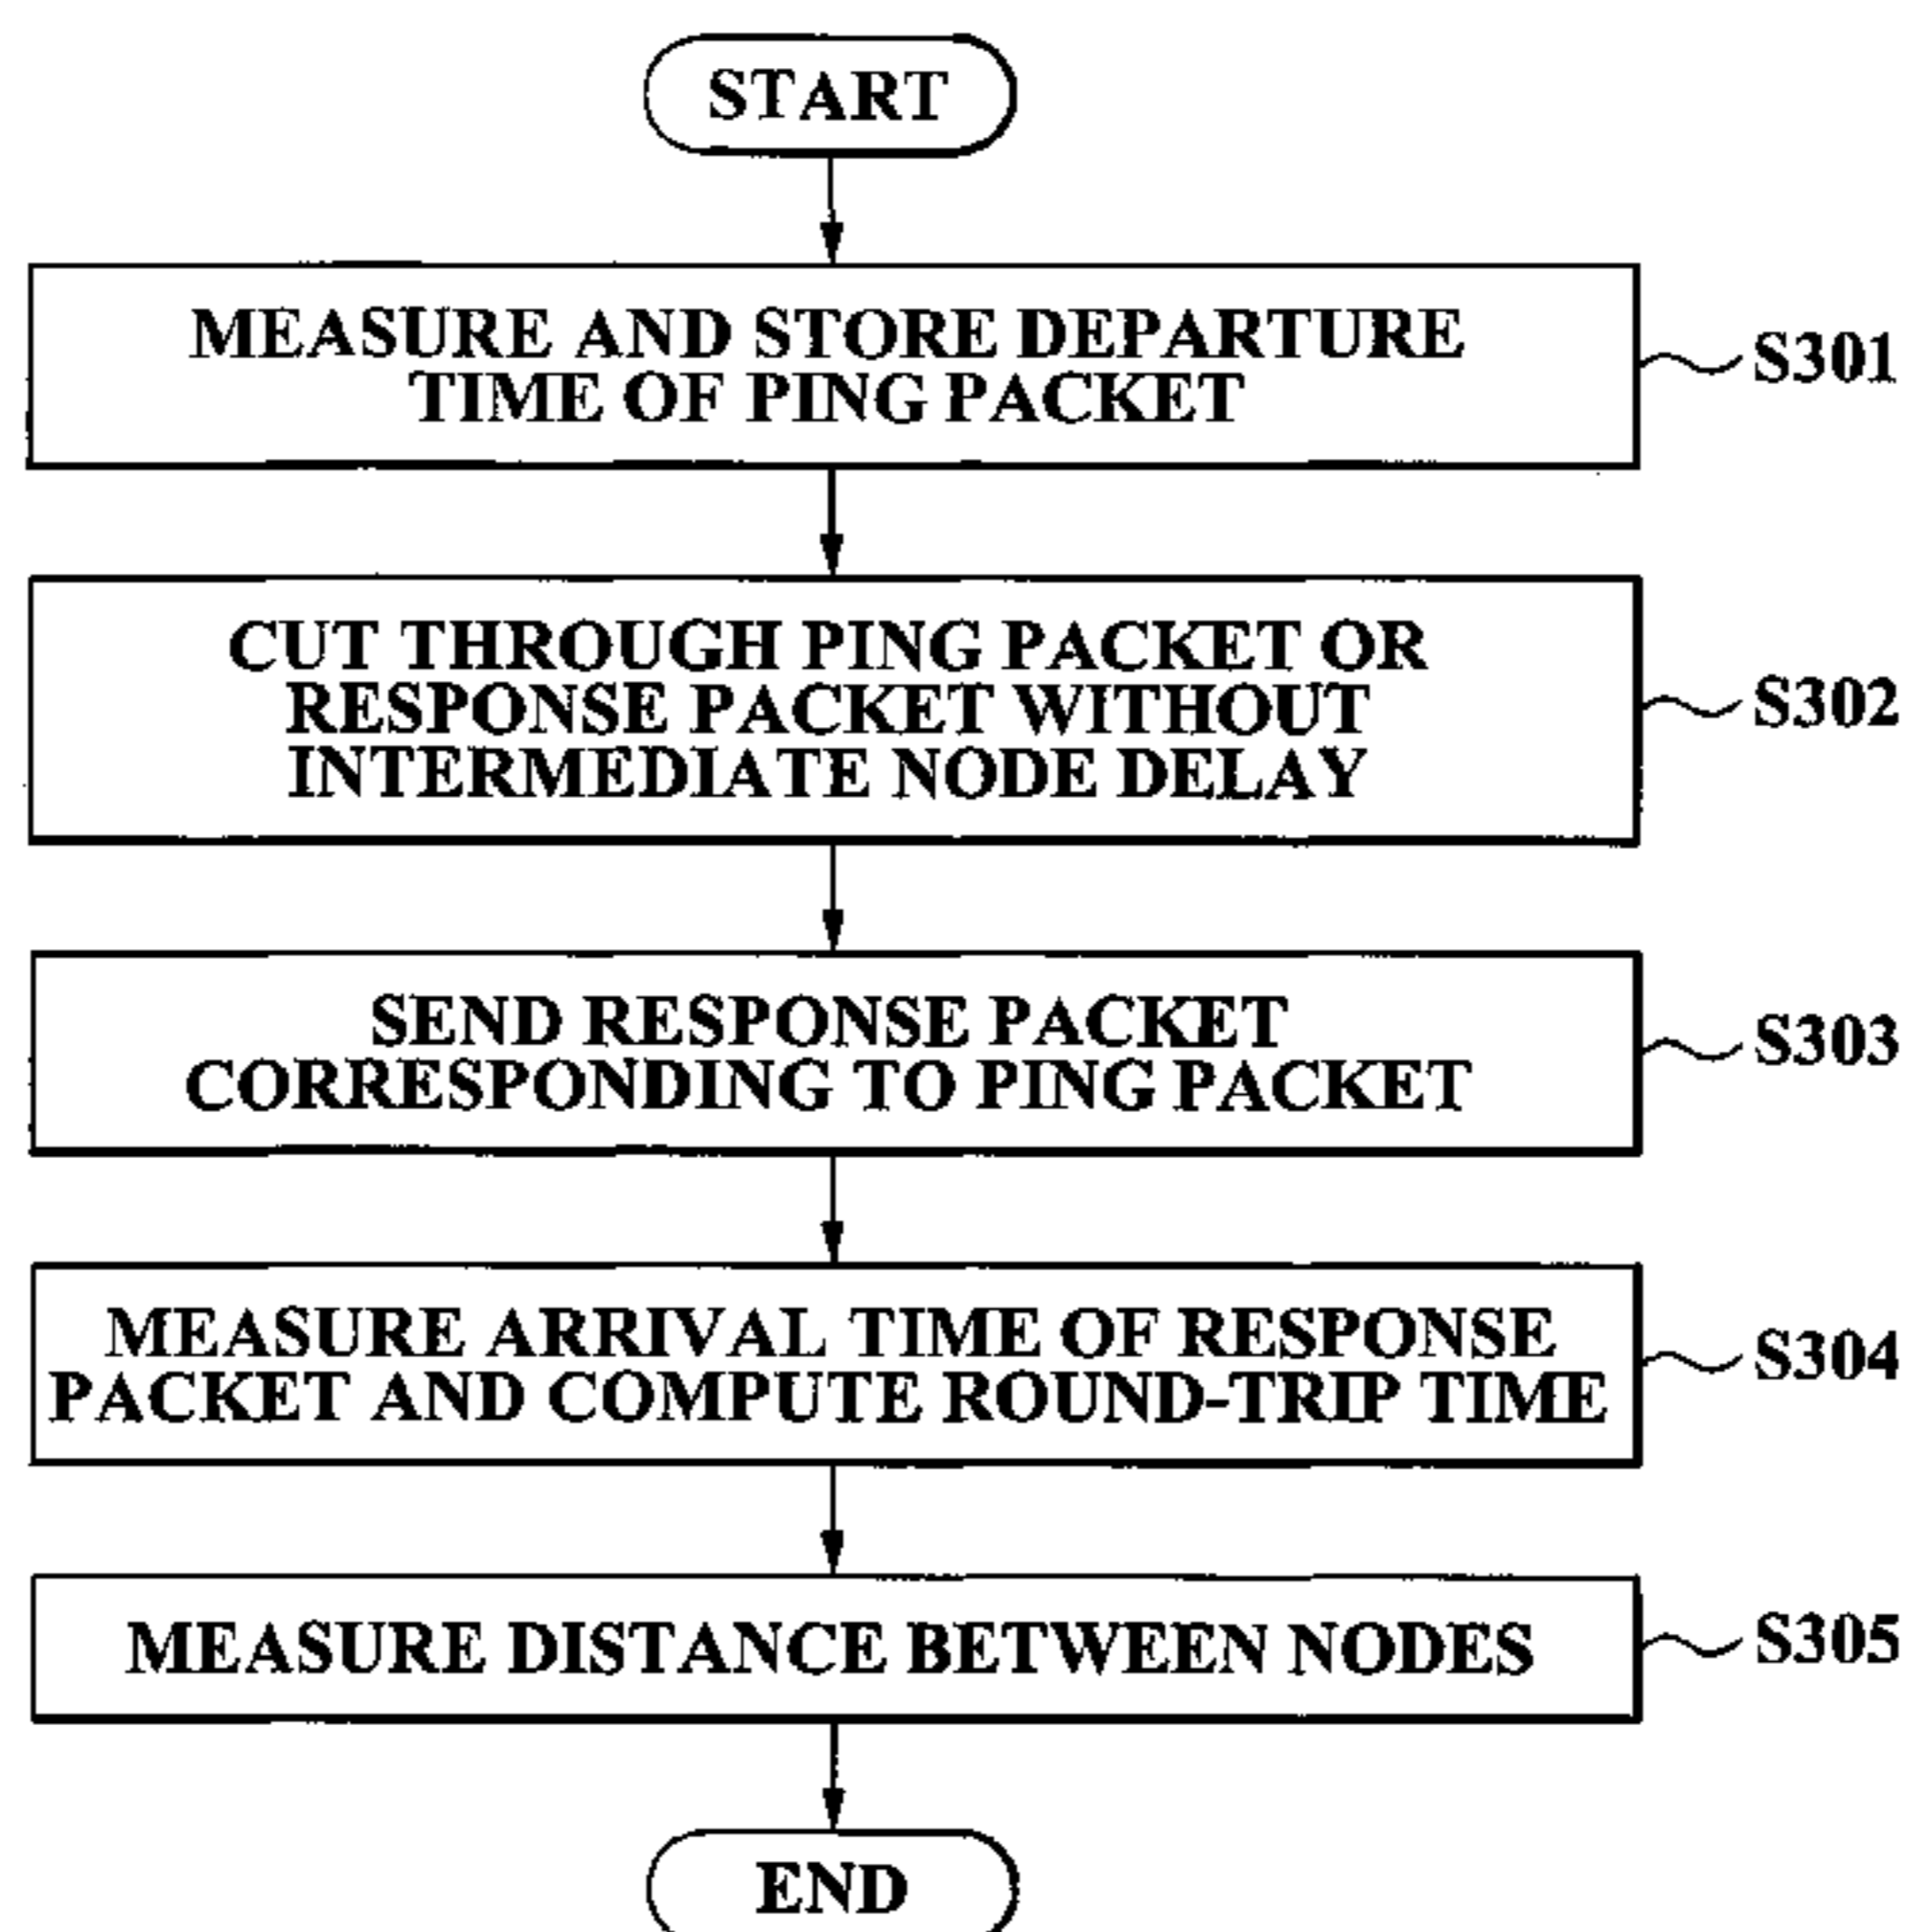 START
MEASURE AND STORE DEPARTURE
TIME OF PING PACKET
S301
CUT THROUGH PING PACKET OR
RESPONSE PACKET WITHOUT
INTERMEDIATE NODE DELAY
S302
SEND RESPONSE PACKET
CORRESPONDING TO PING PACKET
S303
MEASURE ARRIVAL TIME OF RESPONSE
PACKET AND COMPUTE ROUND-TRIP TIME
S304
MEASURE DISTANCE BETWEEN NODES
S305
END